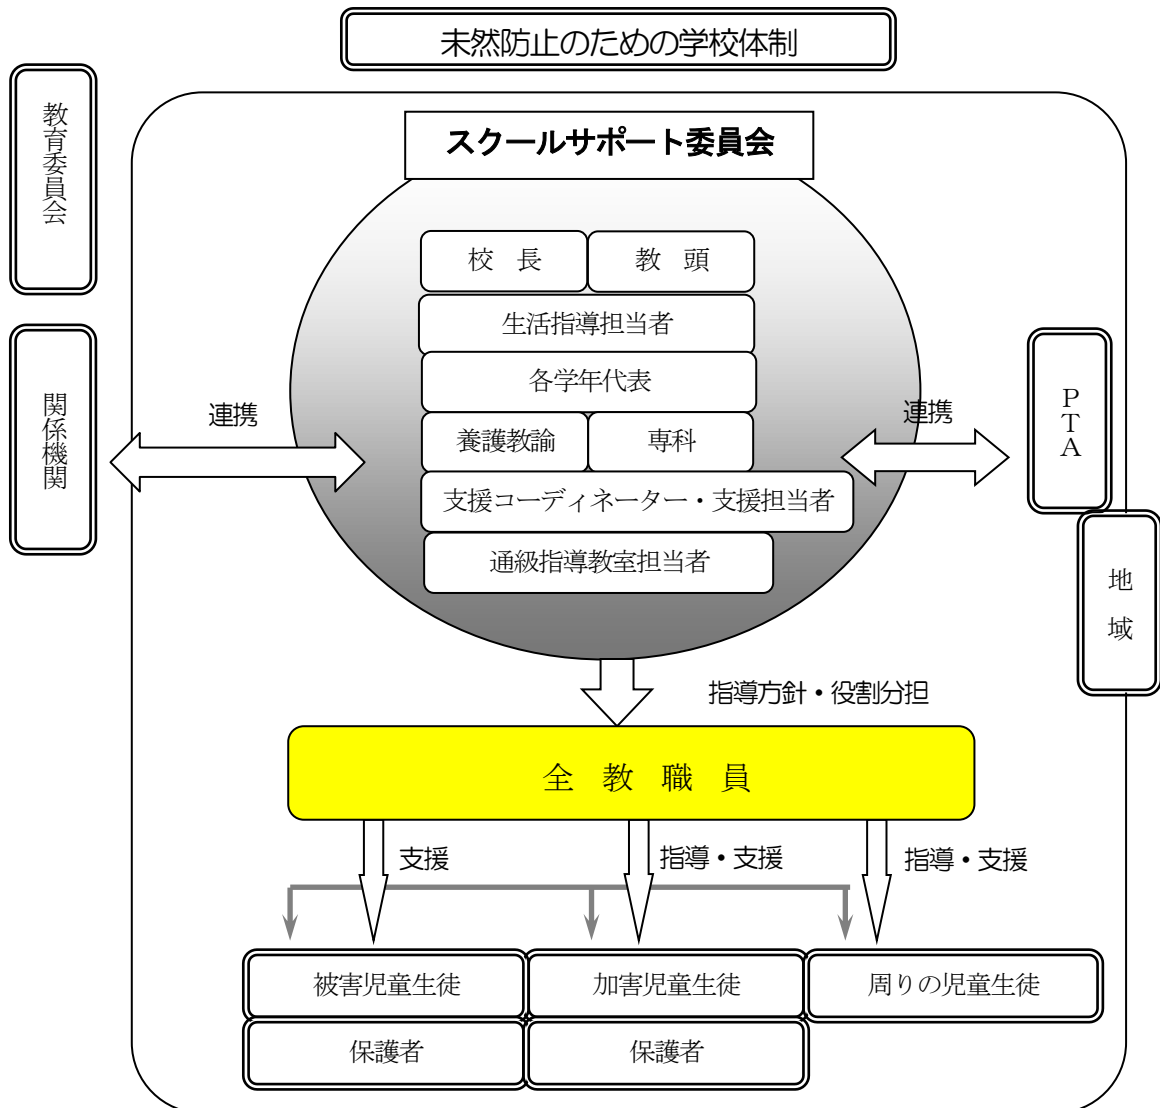 未然防止のための学校体制
教育委員会
スクールサポート委員会
校 長
教 頭
生活指導担当者
各学年代表
養護教諭
専科
支援コーディネーター・支援担当者
通級指導教室担当者
関係機関
連携
連携
PTA
地域
指導方針・役割分担
全 教 職 員
支援
指導・支援
指導・支援
被害児童生徒
加害児童生徒
周りの児童生徒
保護者
保護者